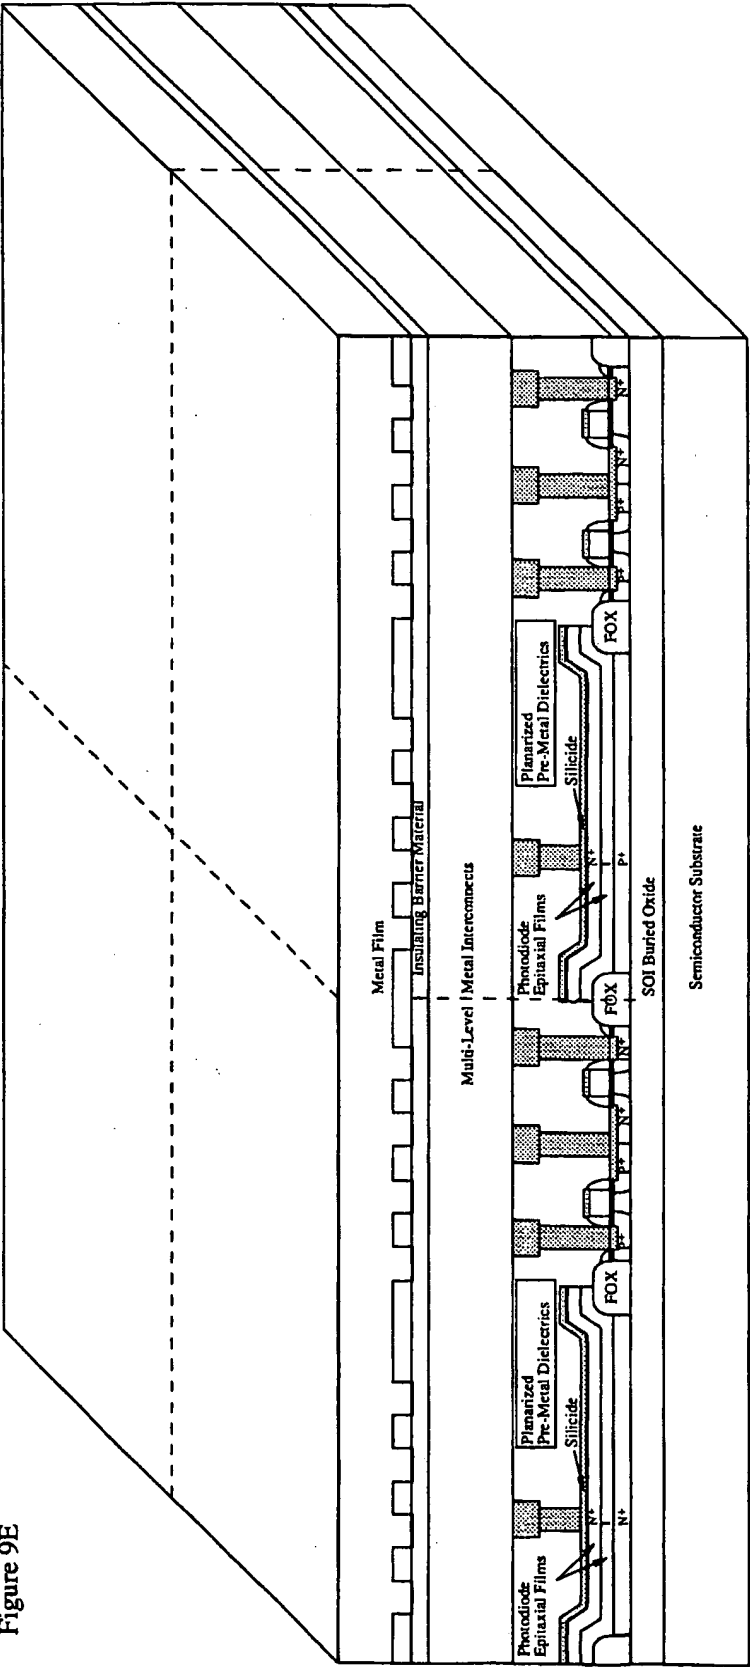 Figure 9E
Metal Film
Insulating Barrier Material
Multi-Level Metal Interconnects
Photodiode
Epitaxial Films
Planarized
Pre-Metal Dielectrics
Silicide
N+
N+
FOX
P+
P+
N+
N+
FOX
Photodiode
Epitaxial Films
Planarized
Pre-Metal Dielectrics
Silicide
N+
P+
FOX
P+
P+
N+
N+
SOI Buried Oxide
Semiconductor Substrate